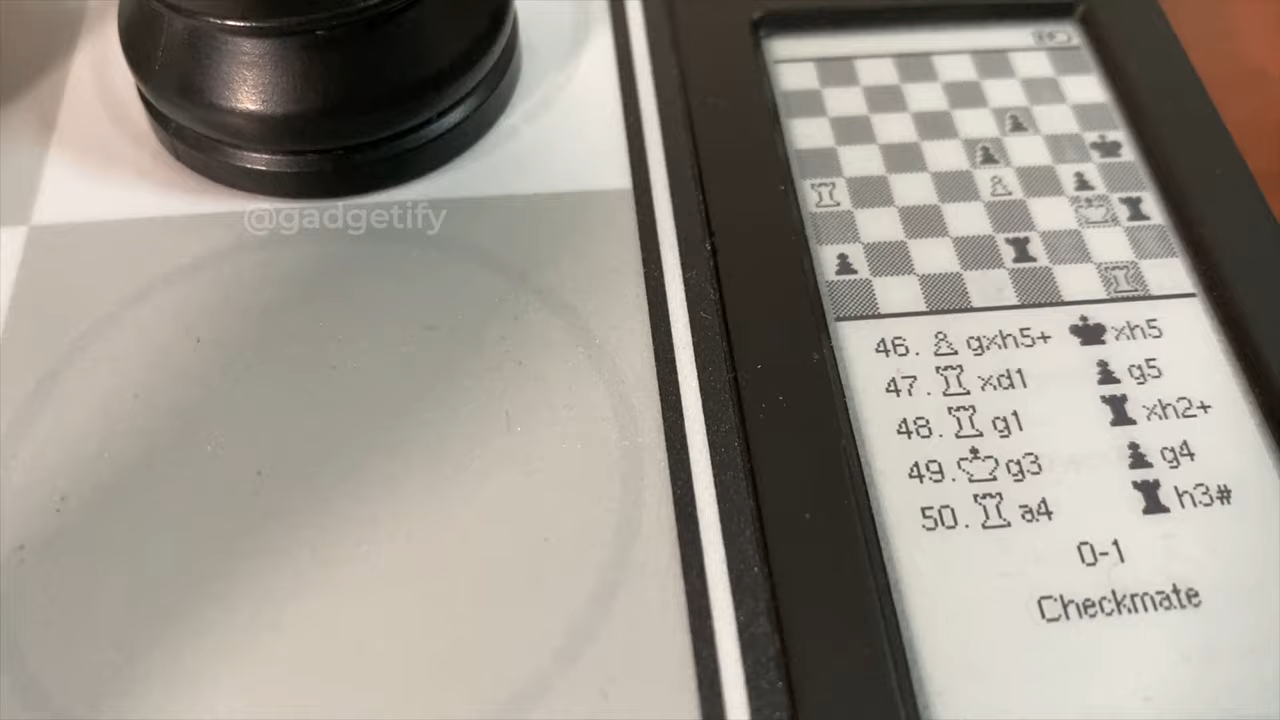 @gadgetify
46. gxh5+ xh5
47. xd1 g5
48. g1 xh2+
49. g3 g4
50. a4 h3#
0-1
Checkmate